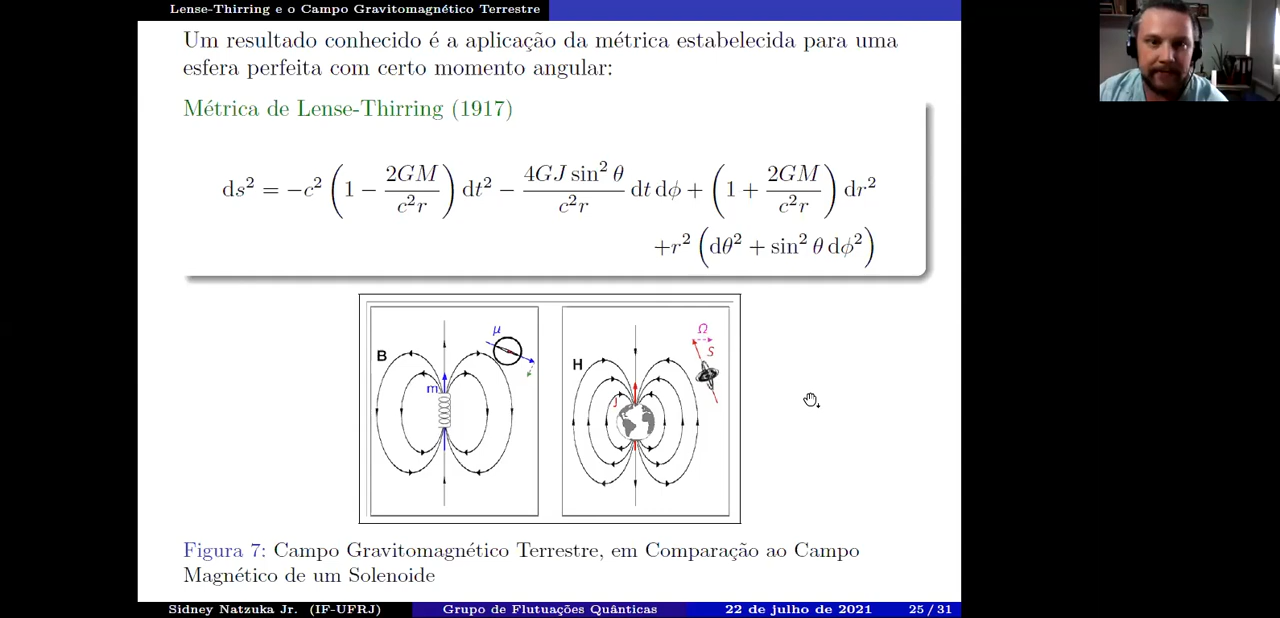 Lense-Thirring e o Campo Gravitomagnético Terrestre
Um resultado conhecido é a aplicação da métrica estabelecida para uma
esfera perfeita com certo momento angular:
Métrica de Lense-Thirring (1917)
ds² = −c² (1 − 2GM/c²r) dt² − 4GJ sin² θ/c²r dt dϕ + (1 + 2GM/c²r) dr²
+r² (dθ² + sin² θ dϕ²)
B m μ
H J Ω S
Figura 7: Campo Gravitomagnético Terrestre, em Comparação ao Campo
Magnético de um Solenoide
Sidney Natzuka Jr. (IF-UFRJ) Grupo de Flutuações Quânticas 22 de julho de 2021 25 / 31